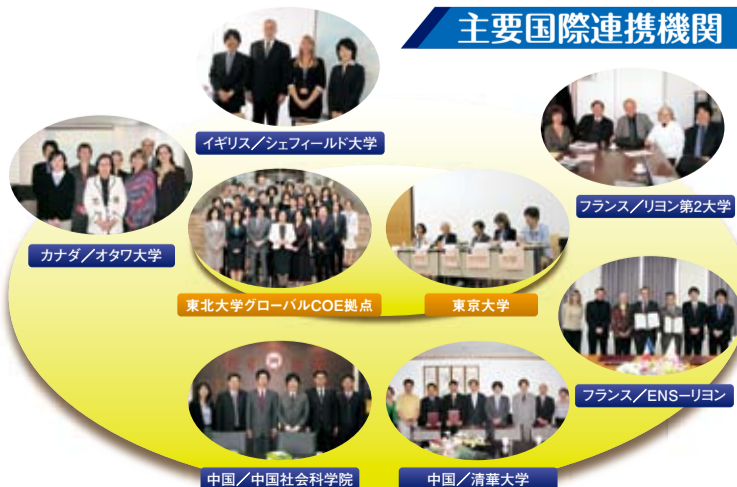 主要国際連携機関
イギリス／シェフィールド大学
カナダ／オタワ大学
フランス／リヨン第2大学
東北大学グローバルCOE拠点
東京大学
フランス／ENS－リヨン
中国／中国社会科学院
中国／清華大学